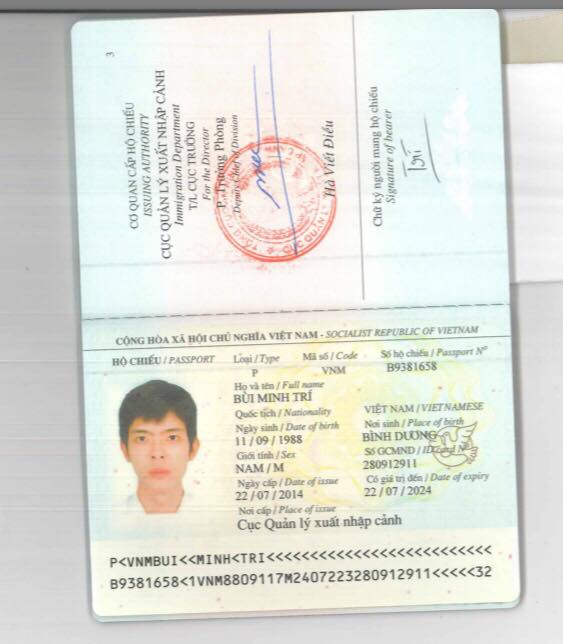 3
CƠ QUAN CẤP HỘ CHIẾU
ISSUING AUTHORITY
CỤC QUẢN LÝ XUẤT NHẬP CẢNH
Immigration Department
T/L CỤC TRƯỞNG
For the Director
P. Trưởng Phòng
Deputy Chief of Division
Hà Viết Điều
Chữ ký người mang hộ chiếu
Signature of bearer
Trí
CỘNG HÒA XÃ HỘI CHỦ NGHĨA VIỆT NAM - SOCIALIST REPUBLIC OF VIETNAM
HỘ CHIẾU / PASSPORT Loại / Type Mã số / Code Số hộ chiếu / Passport Nº
P VNM B9381658
Họ và tên / Full name
BÙI MINH TRÍ
Quốc tịch / Nationality VIỆT NAM / VIETNAMESE
Ngày sinh / Date of birth Nơi sinh / Place of birth
11 / 09 / 1988 BÌNH DƯƠNG
Giới tính / Sex Số GCMND / ID card Nº
NAM / M 280912911
Ngày cấp / Date of issue Có giá trị đến / Date of expiry
22 / 07 / 2014 22 / 07 / 2024
Nơi cấp / Place of issue
Cục Quản lý xuất nhập cảnh
P<VNMBUI<<MINH<TRI<<<<<<<<<<<<<<<<<<<<<<<<<<
B9381658<1VNM8809117M2407223280912911<<<<<32